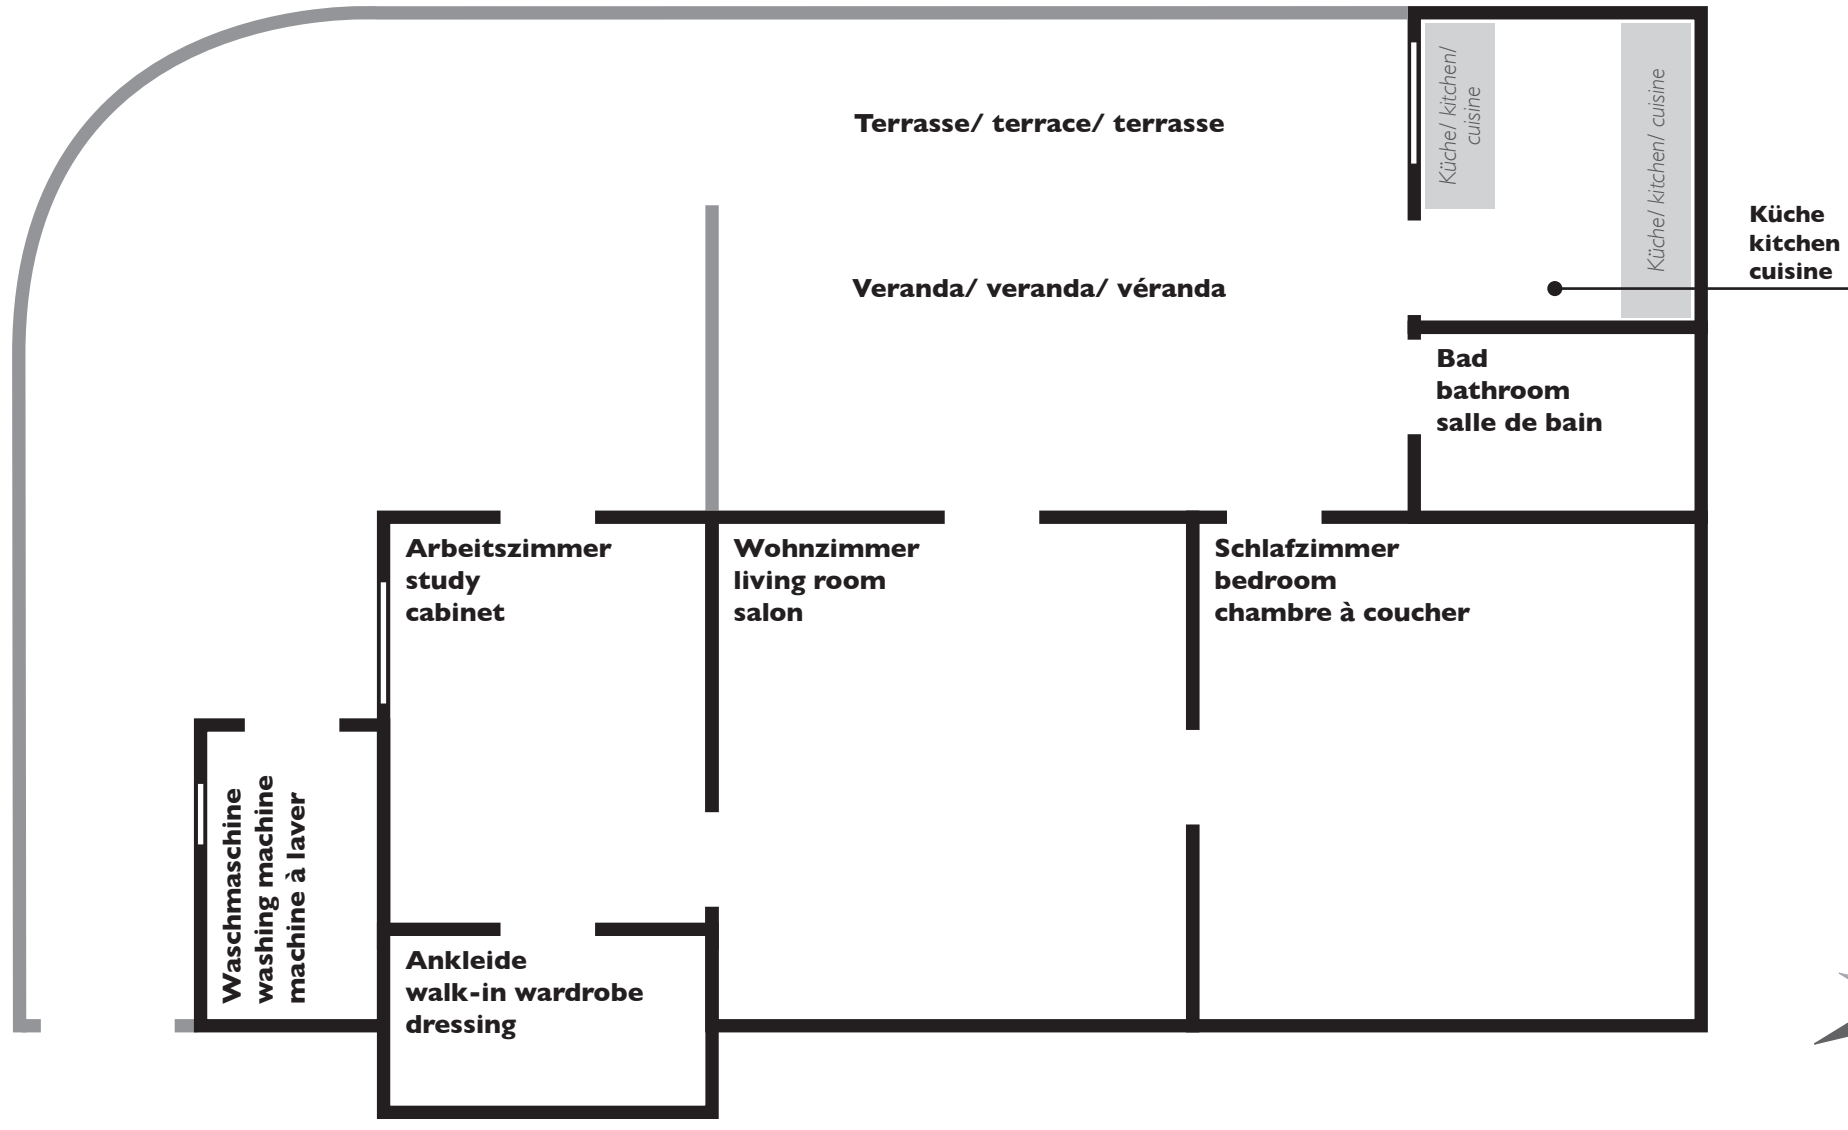 Küche/ kitchen/
cuisine
Küche/ kitchen/ cuisine
Terrasse/ terrace/ terrasse
Küche
kitchen
cuisine
Veranda/ veranda/ véranda
Bad
bathroom
salle de bain
Arbeitszimmer
study
cabinet
Wohnzimmer
living room
salon
Schlafzimmer
bedroom
chambre à coucher
Waschmaschine
washing machine
machine à laver
Ankleide
walk-in wardrobe
dressing